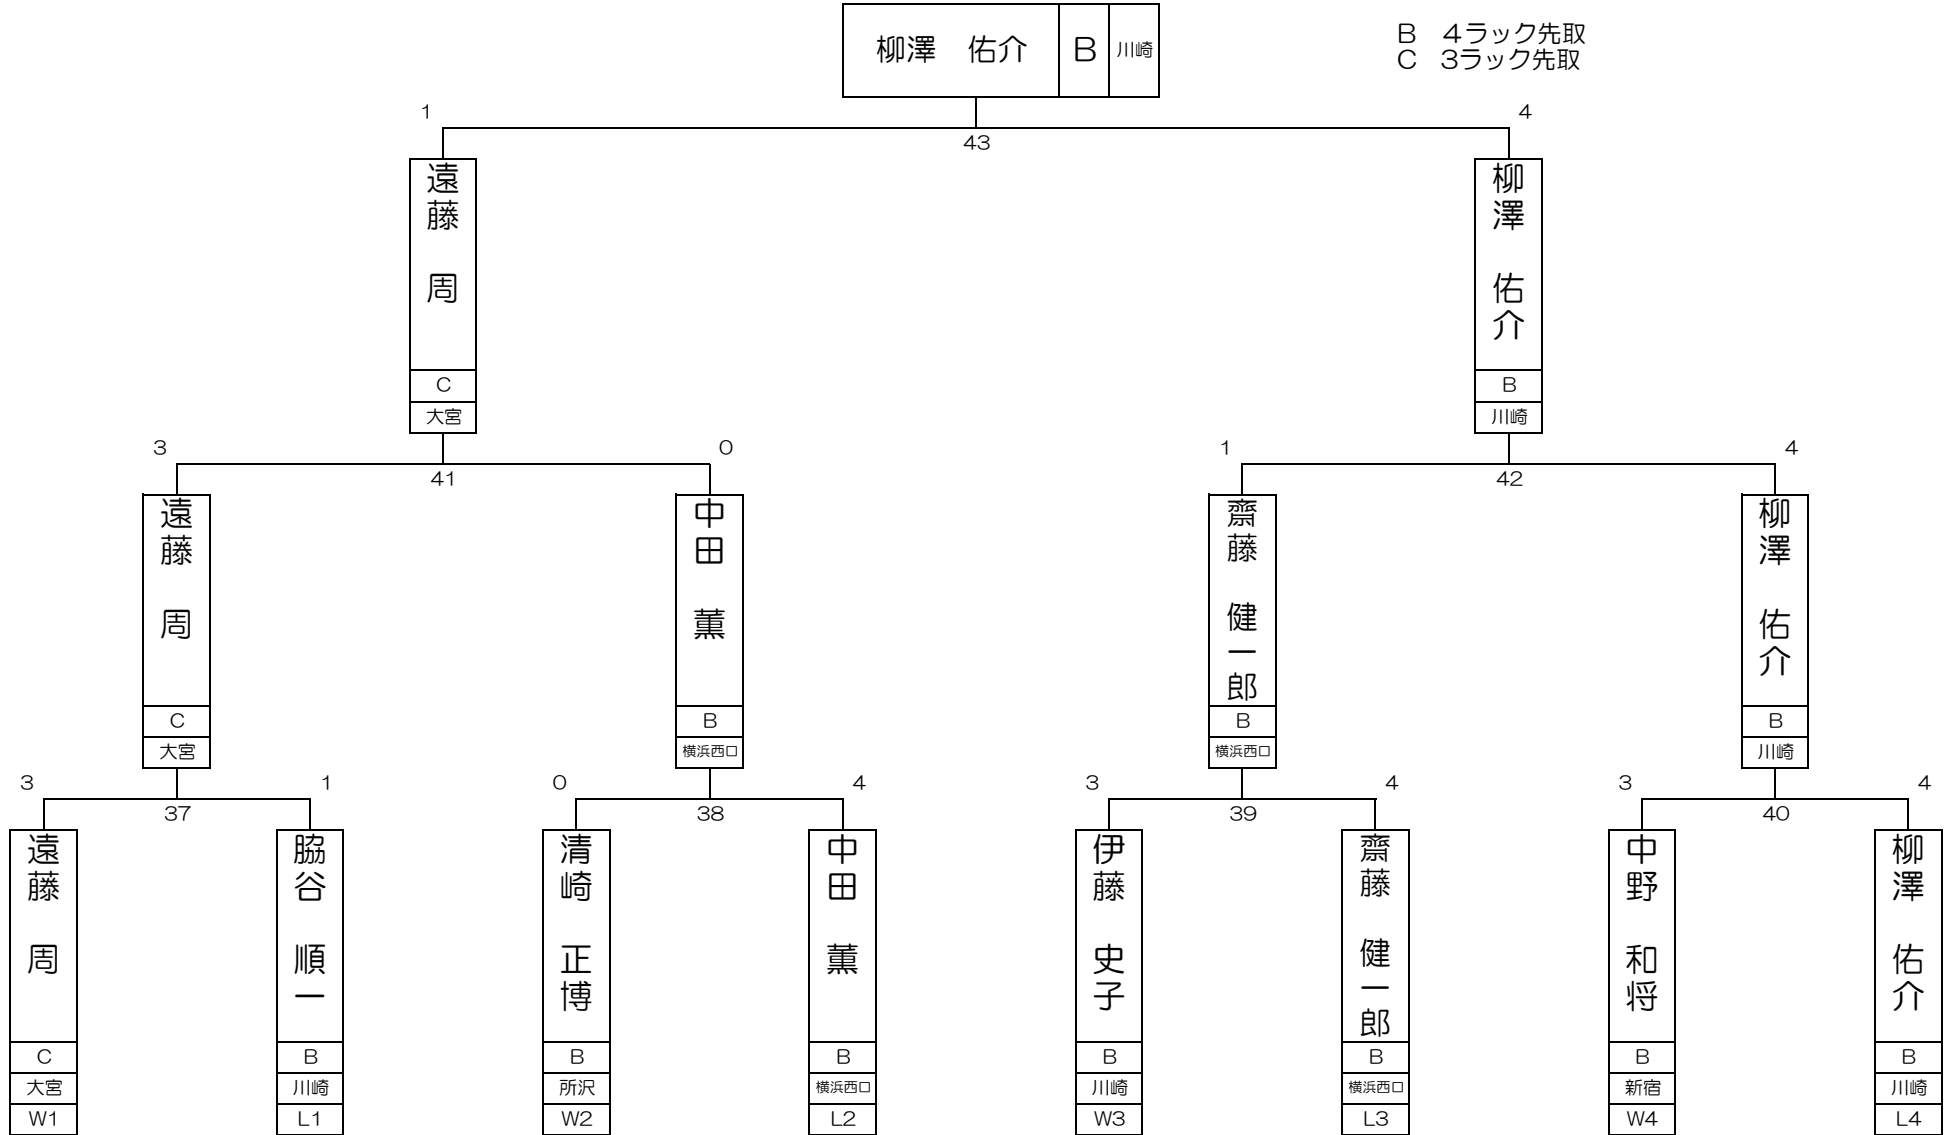 柳澤　佑介 B 川崎
B　４ラック先取
C　3ラック先取
1 4
43
遠藤　周
C
大宮
柳澤　佑介
B
川崎
3 0
41
1 4
42
遠藤　周
C
大宮
中田　薫
B
横浜西口
齋藤　健一郎
B
横浜西口
柳澤　佑介
B
川崎
3 1
37
0 4
38
3 4
39
3 4
40
遠藤　周
C
大宮
W1
脇谷　順一
B
川崎
L1
清崎　正博
B
所沢
W2
中田　薫
B
横浜西口
L2
伊藤　史子
B
川崎
W3
齋藤　健一郎
B
横浜西口
L3
中野　和将
B
新宿
W4
柳澤　佑介
B
川崎
L4